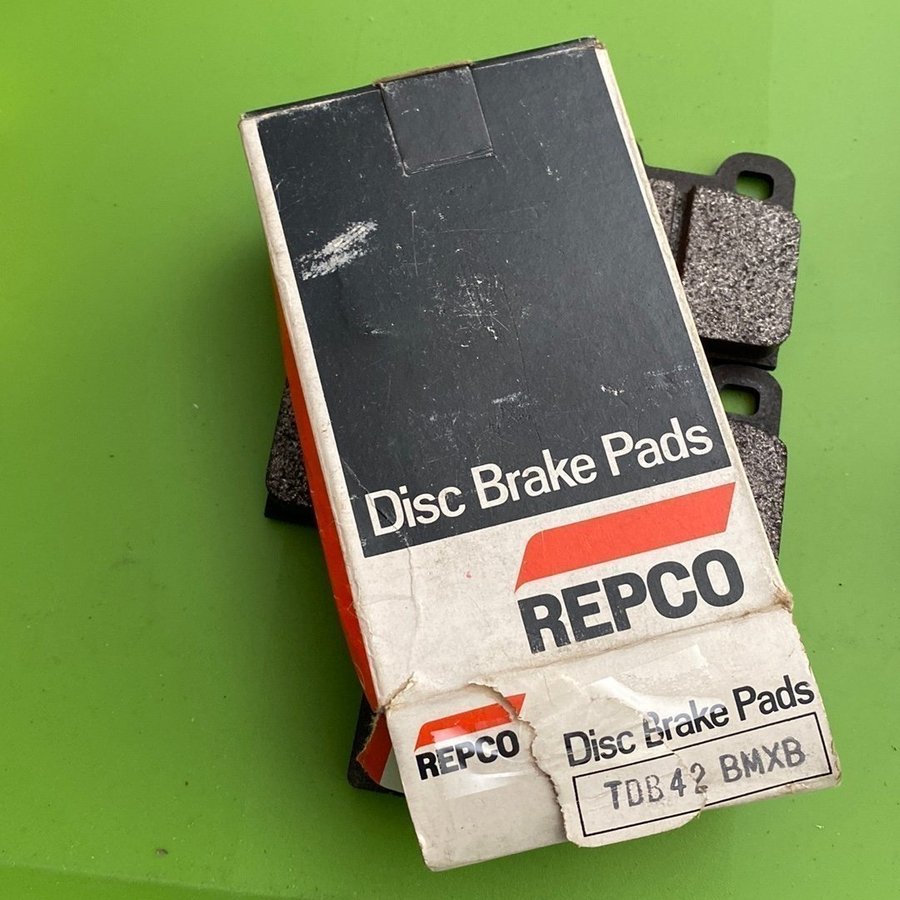 Disc Brake Pads
REPCO
REPCO
Disc Brake Pads
TDB42 BMXB